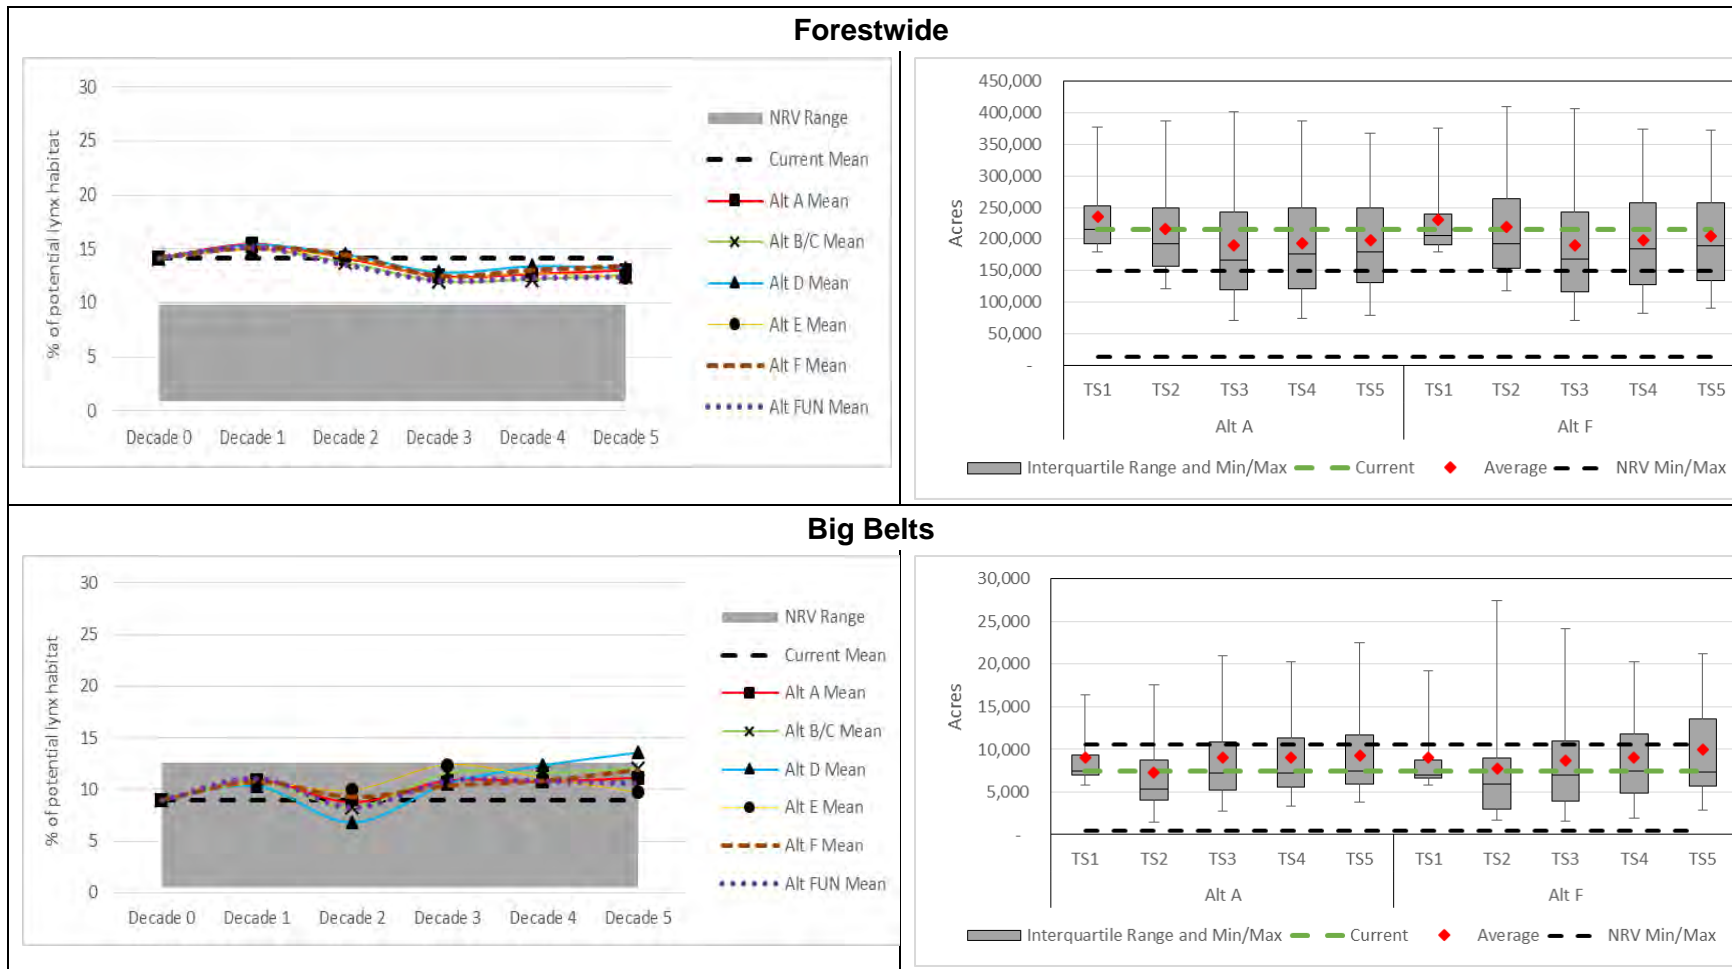 Forestwide
% of potential lynx habitat
30
25
20
15
10
5
0
Decade 0 Decade 1 Decade 2 Decade 3 Decade 4 Decade 5
NRV Range
Current Mean
Alt A Mean
Alt B/C Mean
Alt D Mean
Alt E Mean
Alt F Mean
Alt FUN Mean
Acres
450,000
400,000
350,000
300,000
250,000
200,000
150,000
100,000
50,000
-
TS1 TS2 TS3 TS4 TS5 TS1 TS2 TS3 TS4 TS5
Alt A Alt F
Interquartile Range and Min/Max Current Average NRV Min/Max
Big Belts
% of potential lynx habitat
30
25
20
15
10
5
0
Decade 0 Decade 1 Decade 2 Decade 3 Decade 4 Decade 5
NRV Range
Current Mean
Alt A Mean
Alt B/C Mean
Alt D Mean
Alt E Mean
Alt F Mean
Alt FUN Mean
Acres
30,000
25,000
20,000
15,000
10,000
5,000
-
TS1 TS2 TS3 TS4 TS5 TS1 TS2 TS3 TS4 TS5
Alt A Alt F
Interquartile Range and Min/Max Current Average NRV Min/Max